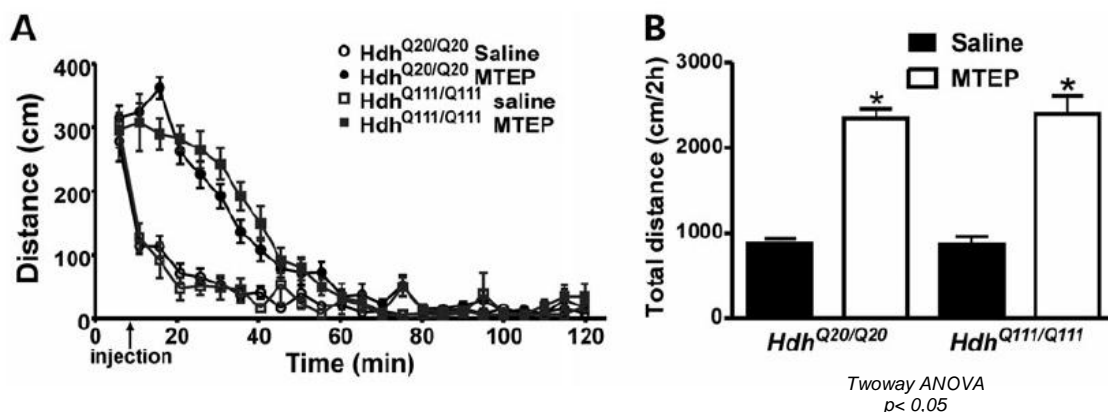 A
Distance (cm)
400
300
200
100
0
0 20 40 60 80 100 120
injection
Time (min)
Hdh^Q20/Q20 Saline
Hdh^Q20/Q20 MTEP
Hdh^Q111/Q111 saline
Hdh^Q111/Q111 MTEP
B
Saline
MTEP
Total distance (cm/2h)
3000
2000
1000
0
*
*
Hdh^Q20/Q20 Hdh^Q111/Q111
Twoway ANOVA
p< 0.05